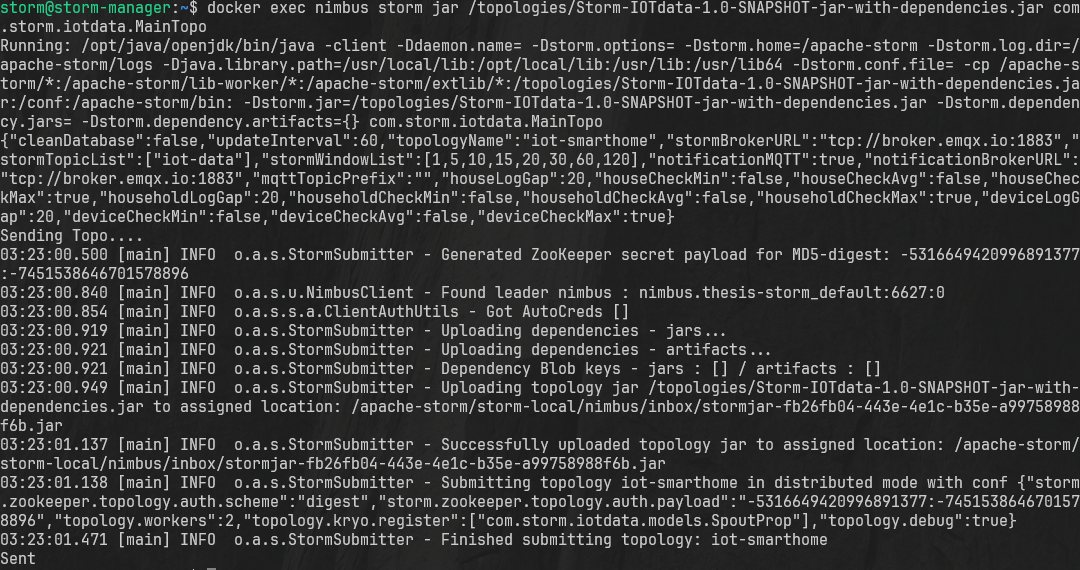 storm@storm-manager:~$ docker exec nimbus storm jar /topologies/Storm-IOTdata-1.0-SNAPSHOT-jar-with-dependencies.jar com
.storm.iotdata.MainTopo
Running: /opt/java/openjdk/bin/java -client -Ddaemon.name= -Dstorm.options= -Dstorm.home=/apache-storm -Dstorm.log.dir=/
apache-storm/logs -Djava.library.path=/usr/local/lib:/opt/local/lib:/usr/lib:/usr/lib64 -Dstorm.conf.file= -cp /apache-s
torm/*:/apache-storm/lib-worker/*:/apache-storm/extlib/*:/topologies/Storm-IOTdata-1.0-SNAPSHOT-jar-with-dependencies.ja
r:/conf:/apache-storm/bin: -Dstorm.jar=/topologies/Storm-IOTdata-1.0-SNAPSHOT-jar-with-dependencies.jar -Dstorm.dependen
cy.jars= -Dstorm.dependency.artifacts={} com.storm.iotdata.MainTopo
{"cleanDatabase":false,"updateInterval":60,"topologyName":"iot-smarthome","stormBrokerURL":"tcp://broker.emqx.io:1883","
stormTopicList":["iot-data"],"stormWindowList":[1,5,10,15,20,30,60,120],"notificationMQTT":true,"notificationBrokerURL":
"tcp://broker.emqx.io:1883","mqttTopicPrefix":"","houseLogGap":20,"houseCheckMin":false,"houseCheckAvg":false,"houseChec
kMax":true,"householdLogGap":20,"householdCheckMin":false,"householdCheckAvg":false,"householdCheckMax":true,"deviceLogG
ap":20,"deviceCheckMin":false,"deviceCheckAvg":false,"deviceCheckMax":true}
Sending Topo....
03:23:00.500 [main] INFO  o.a.s.StormSubmitter - Generated ZooKeeper secret payload for MD5-digest: -5316649420996891377
:-7451538646701578896
03:23:00.840 [main] INFO  o.a.s.u.NimbusClient - Found leader nimbus : nimbus.thesis-storm_default:6627:0
03:23:00.854 [main] INFO  o.a.s.s.a.ClientAuthUtils - Got AutoCreds []
03:23:00.919 [main] INFO  o.a.s.StormSubmitter - Uploading dependencies - jars...
03:23:00.921 [main] INFO  o.a.s.StormSubmitter - Uploading dependencies - artifacts...
03:23:00.921 [main] INFO  o.a.s.StormSubmitter - Dependency Blob keys - jars : [] / artifacts : []
03:23:00.949 [main] INFO  o.a.s.StormSubmitter - Uploading topology jar /topologies/Storm-IOTdata-1.0-SNAPSHOT-jar-with-
dependencies.jar to assigned location: /apache-storm/storm-local/nimbus/inbox/stormjar-fb26fb04-443e-4e1c-b35e-a99758988
f6b.jar
03:23:01.137 [main] INFO  o.a.s.StormSubmitter - Successfully uploaded topology jar to assigned location: /apache-storm/
storm-local/nimbus/inbox/stormjar-fb26fb04-443e-4e1c-b35e-a99758988f6b.jar
03:23:01.138 [main] INFO  o.a.s.StormSubmitter - Submitting topology iot-smarthome in distributed mode with conf {"storm
.zookeeper.topology.auth.scheme":"digest","storm.zookeeper.topology.auth.payload":"-5316649420996891377:-745153864670157
8896","topology.workers":2,"topology.kryo.register":["com.storm.iotdata.models.SpoutProp"],"topology.debug":true}
03:23:01.471 [main] INFO  o.a.s.StormSubmitter - Finished submitting topology: iot-smarthome
Sent